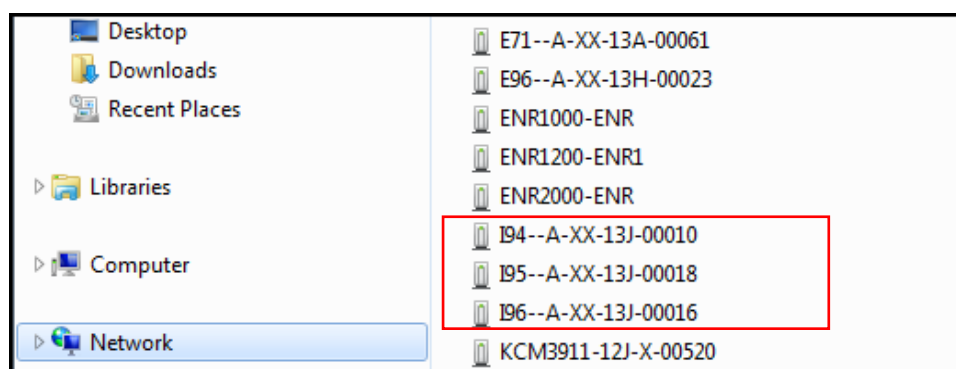 Desktop
Downloads
Recent Places
Libraries
Computer
Network
E71--A-XX-13A-00061
E96--A-XX-13H-00023
ENR1000-ENR
ENR1200-ENR1
ENR2000-ENR
I94--A-XX-13J-00010
I95--A-XX-13J-00018
I96--A-XX-13J-00016
KCM3911-12J-X-00520